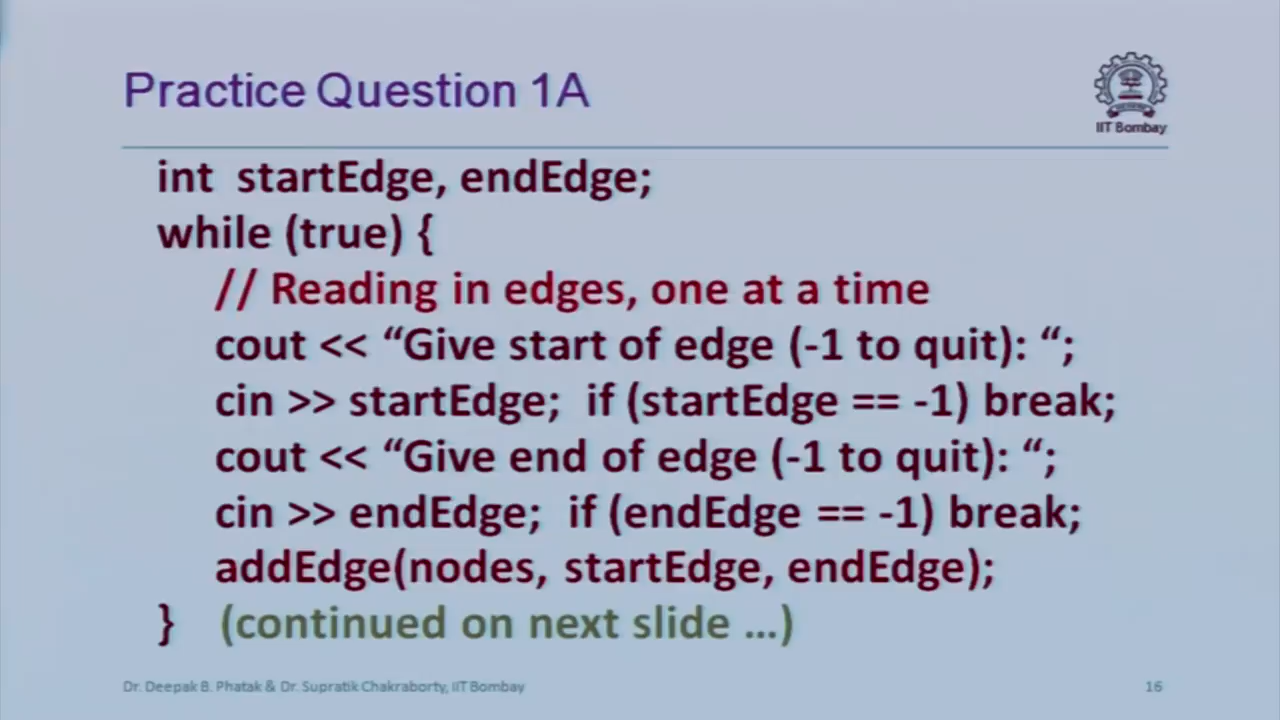 Practice Question 1A
IIT Bombay
int startEdge, endEdge;
while (true) {
// Reading in edges, one at a time
cout << “Give start of edge (-1 to quit): “;
cin >> startEdge; if (startEdge == -1) break;
cout << “Give end of edge (-1 to quit): “;
cin >> endEdge; if (endEdge == -1) break;
addEdge(nodes, startEdge, endEdge);
} (continued on next slide …)
Dr. Deepak B. Phatak & Dr. Supratik Chakraborty, IIT Bombay
16